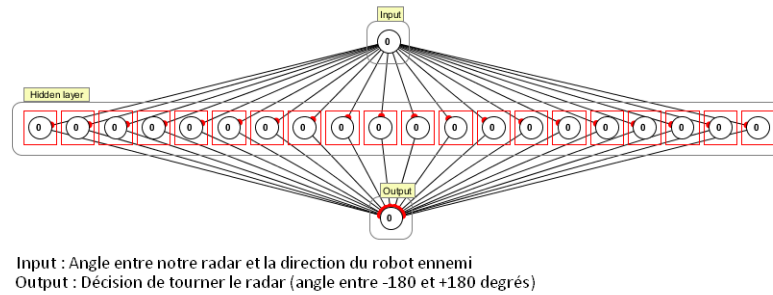 Input
0
Hidden layer
0 0 0 0 0 0 0 0 0 0 0 0 0 0 0 0 0 0 0 0
Output
0
Input : Angle entre notre radar et la direction du robot ennemi
Output : Décision de tourner le radar (angle entre -180 et +180 degrés)